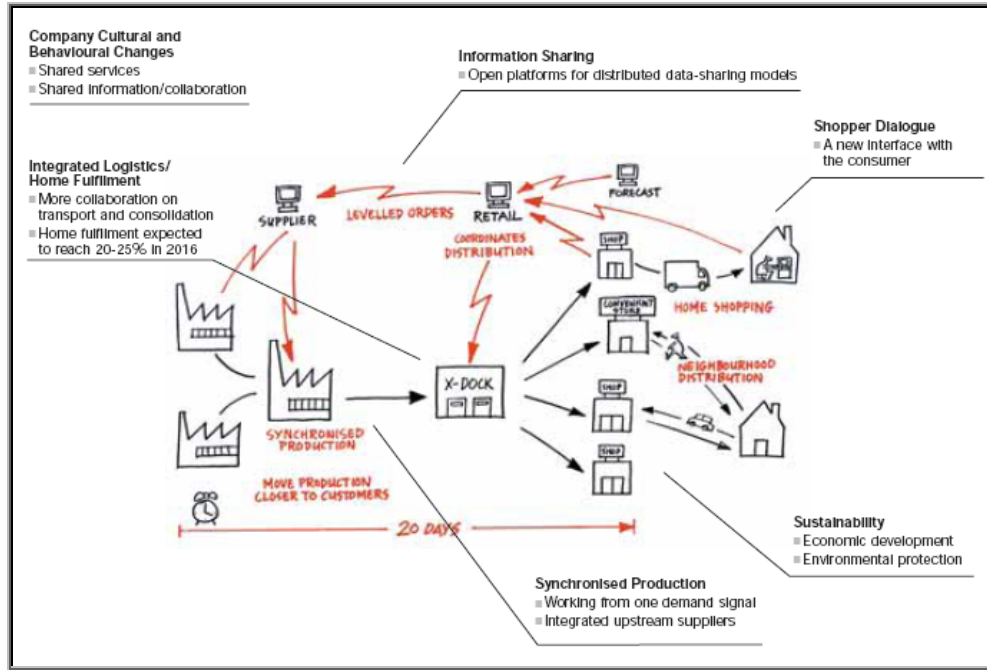 Company Cultural and
Behavioural Changes
Shared services
Shared information/collaboration
Information Sharing
Open platforms for distributed data-sharing models
Shopper Dialogue
A new interface with
the consumer
Integrated Logistics/
Home Fulfilment
More collaboration on
transport and consolidation
Home fulfilment expected
to reach 20-25% in 2016
SUPPLIER
LEVELLED ORDERS
RETAIL
FORECAST
COORDINATES
DISTRIBUTION
SHOP
HOME SHOPPING
CONVENIENT
STORE
NEIGHBOURHOOD
DISTRIBUTION
X-DOCK
SHOP
SHOP
SYNCHRONISED
PRODUCTION
MOVE PRODUCTION
CLOSER TO CUSTOMERS
20 DAYS
Sustainability
Economic development
Environmental protection
Synchronised Production
Working from one demand signal
Integrated upstream suppliers